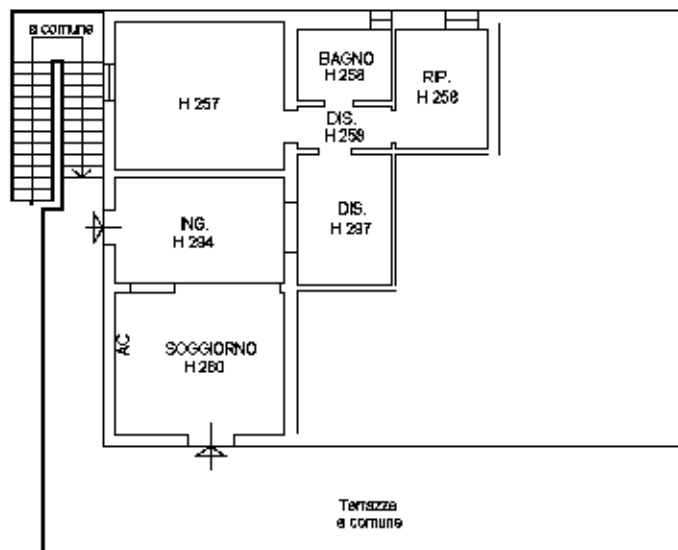 a comune
BAGNO
H 258
RIP.
H 258
H 257
DIS.
H 259
ING.
H 294
DIS.
H 297
AC
SOGGIORNO
H 260
Terrazza
a comune